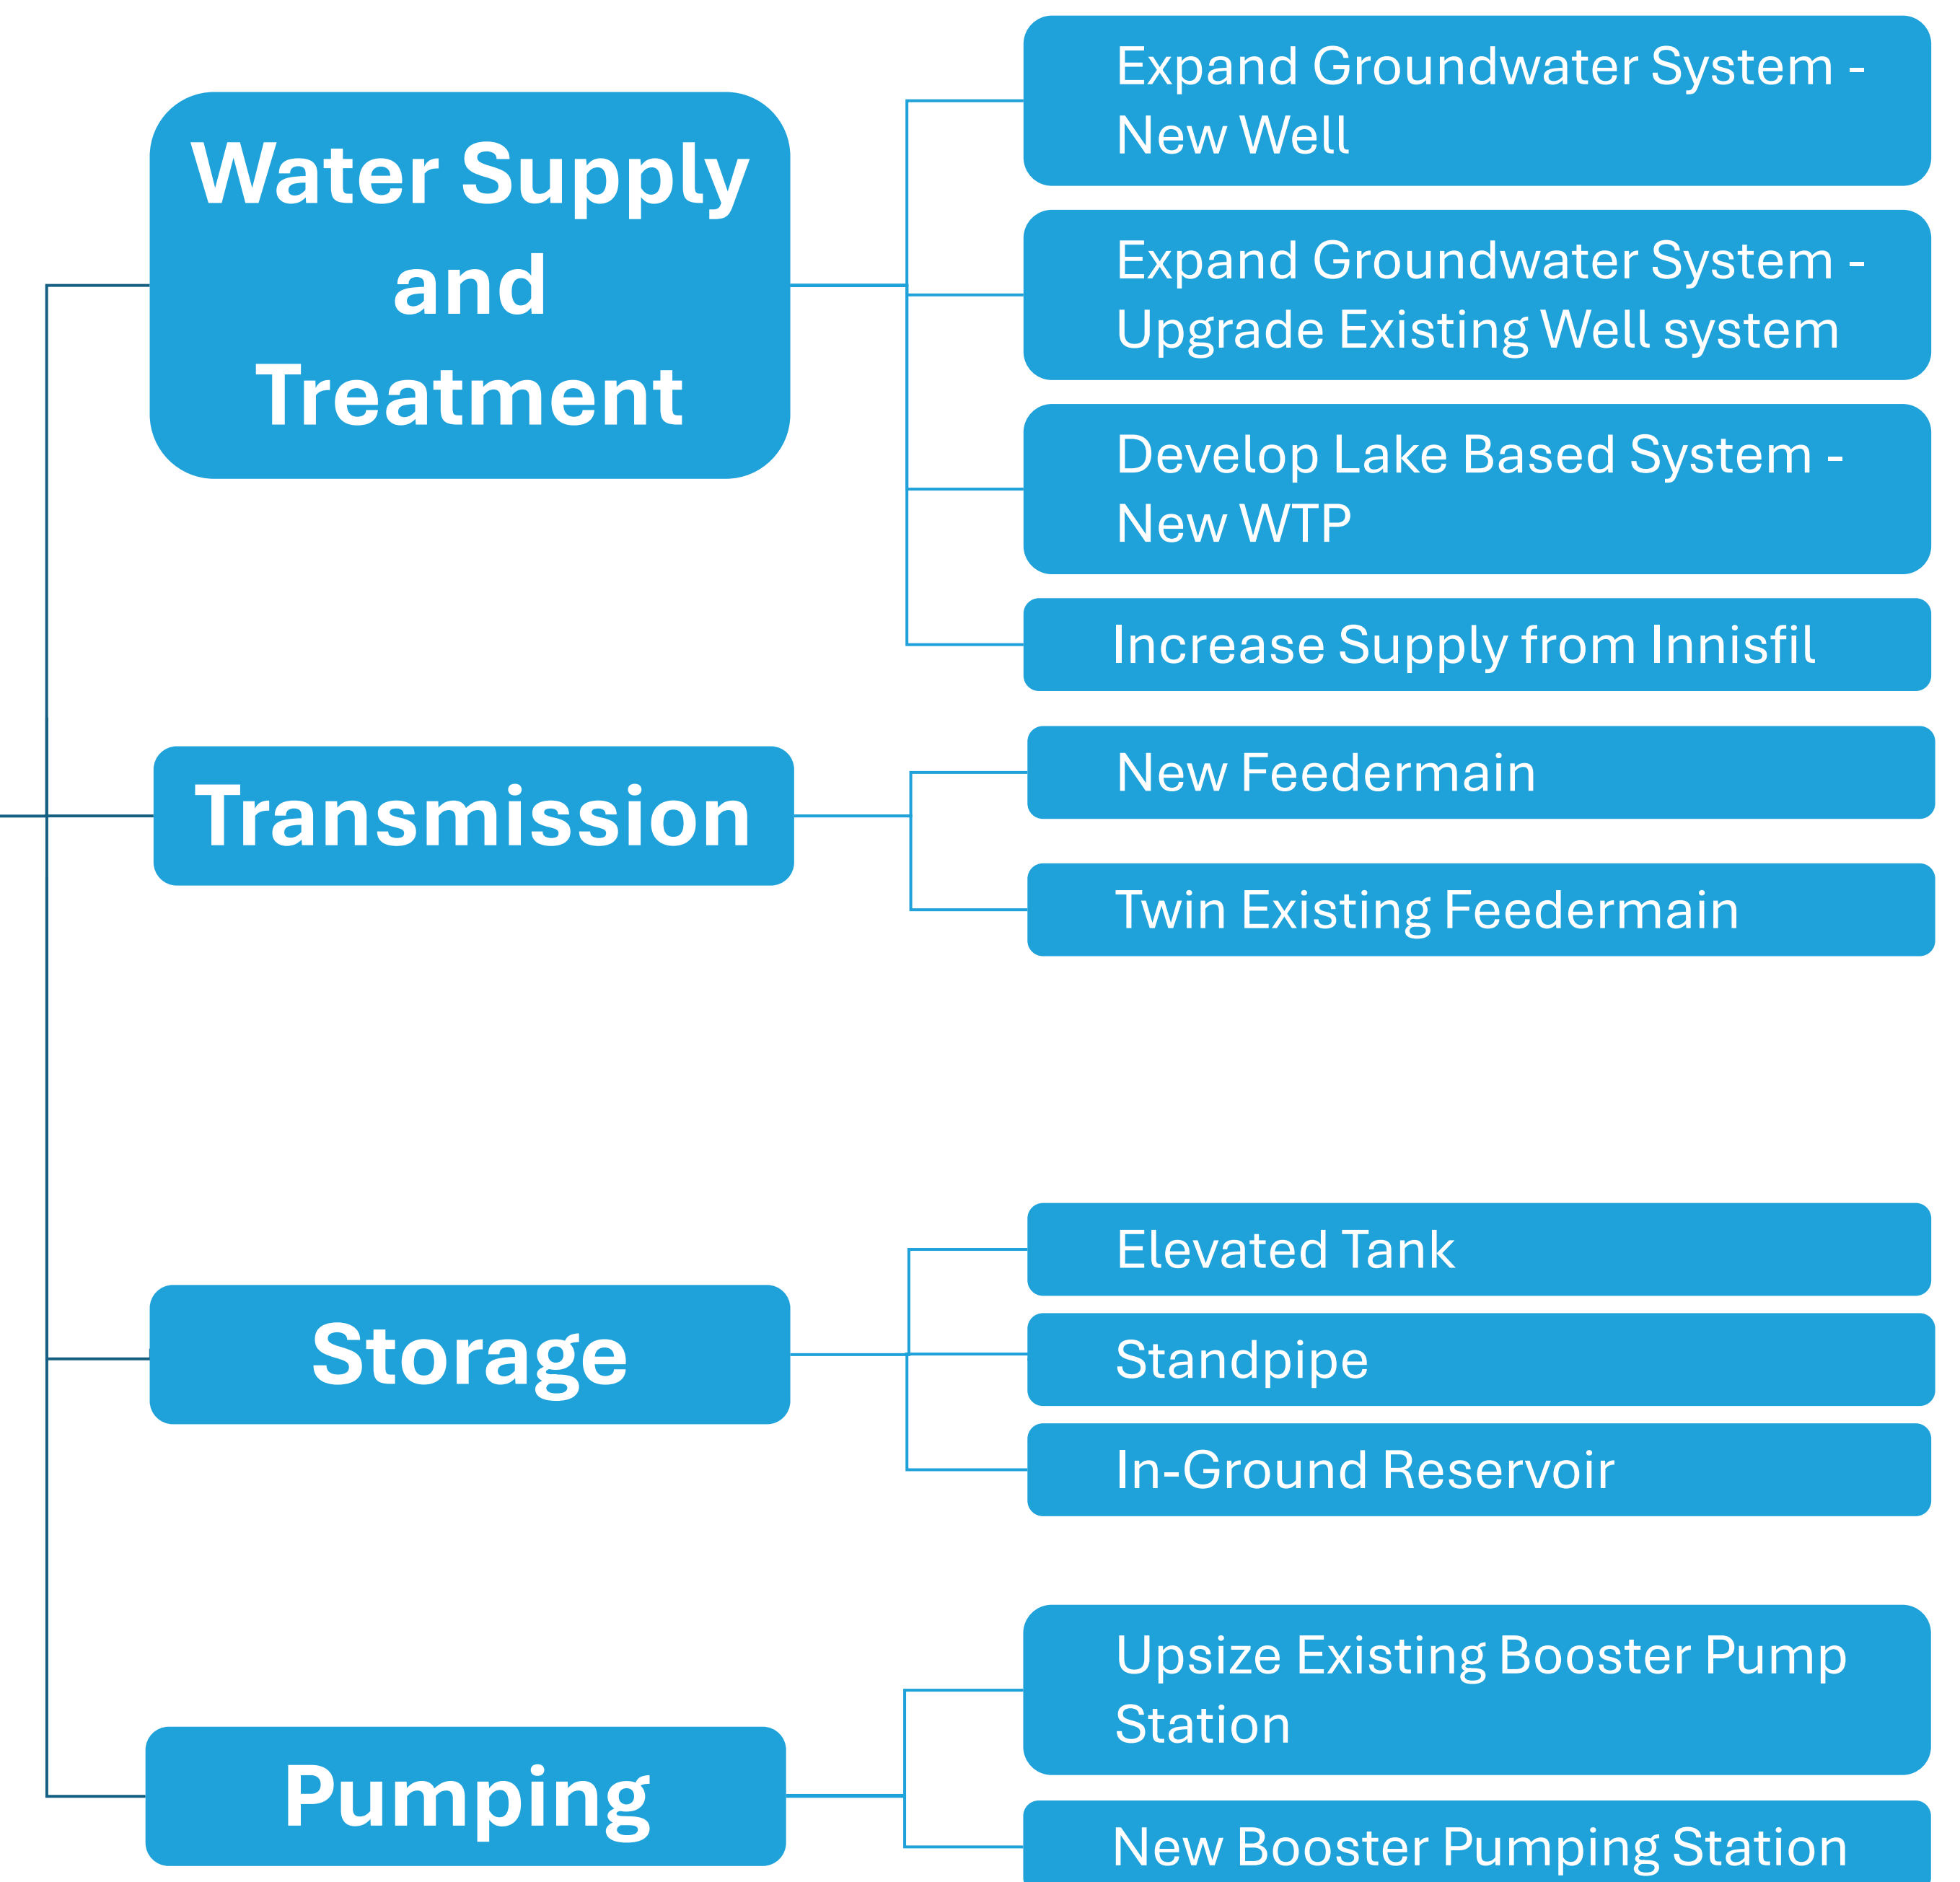 Water Supply
and
Treatment
Expand Groundwater System -
New Well
Expand Groundwater System -
Upgrade Existing Well system
Develop Lake Based System -
New WTP
Increase Supply from Innisfil
Transmission
New Feedermain
Twin Existing Feedermain
Storage
Elevated Tank
Standpipe
In-Ground Reservoir
Pumping
Upsize Existing Booster Pump
Station
New Booster Pumping Station